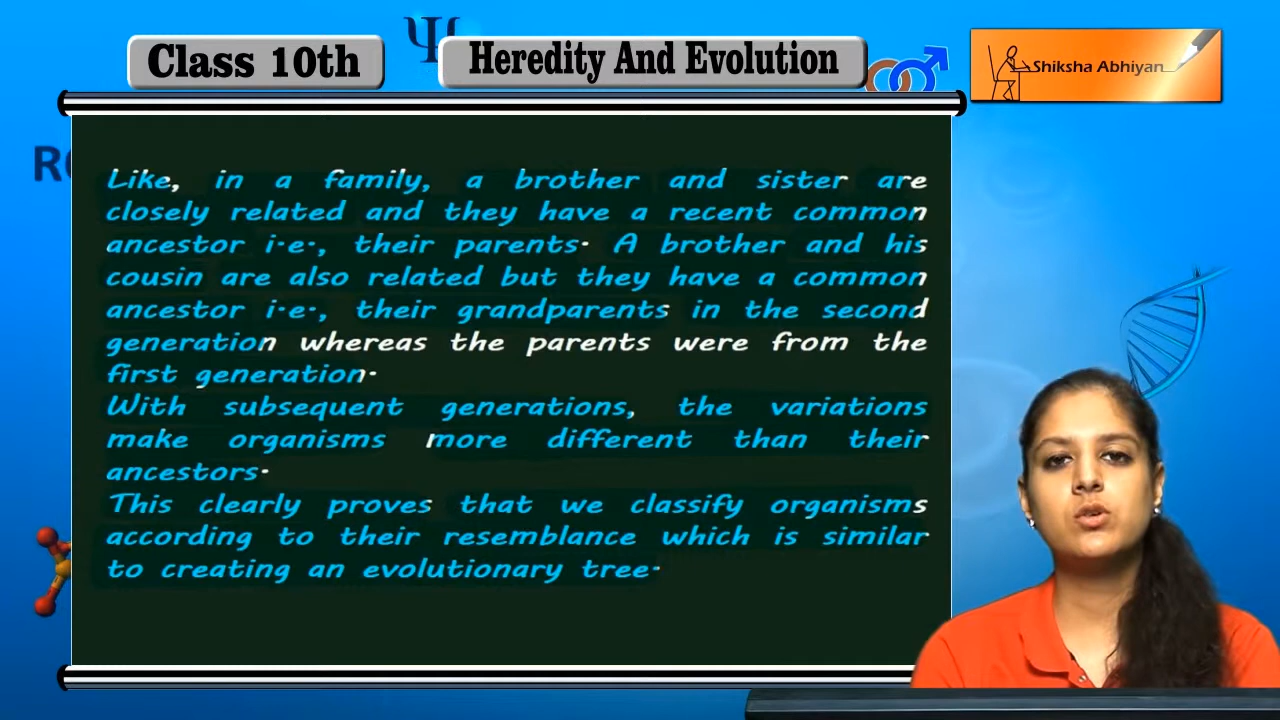 Class 10th
Heredity And Evolution
Shiksha Abhiyan
Like, in a family, a brother and sister are
closely related and they have a recent common
ancestor i.e., their parents. A brother and his
cousin are also related but they have a common
ancestor i.e., their grandparents in the second
generation whereas the parents were from the
first generation.
With subsequent generations, the variations
make organisms more different than their
ancestors.
This clearly proves that we classify organisms
according to their resemblance which is similar
to creating an evolutionary tree.